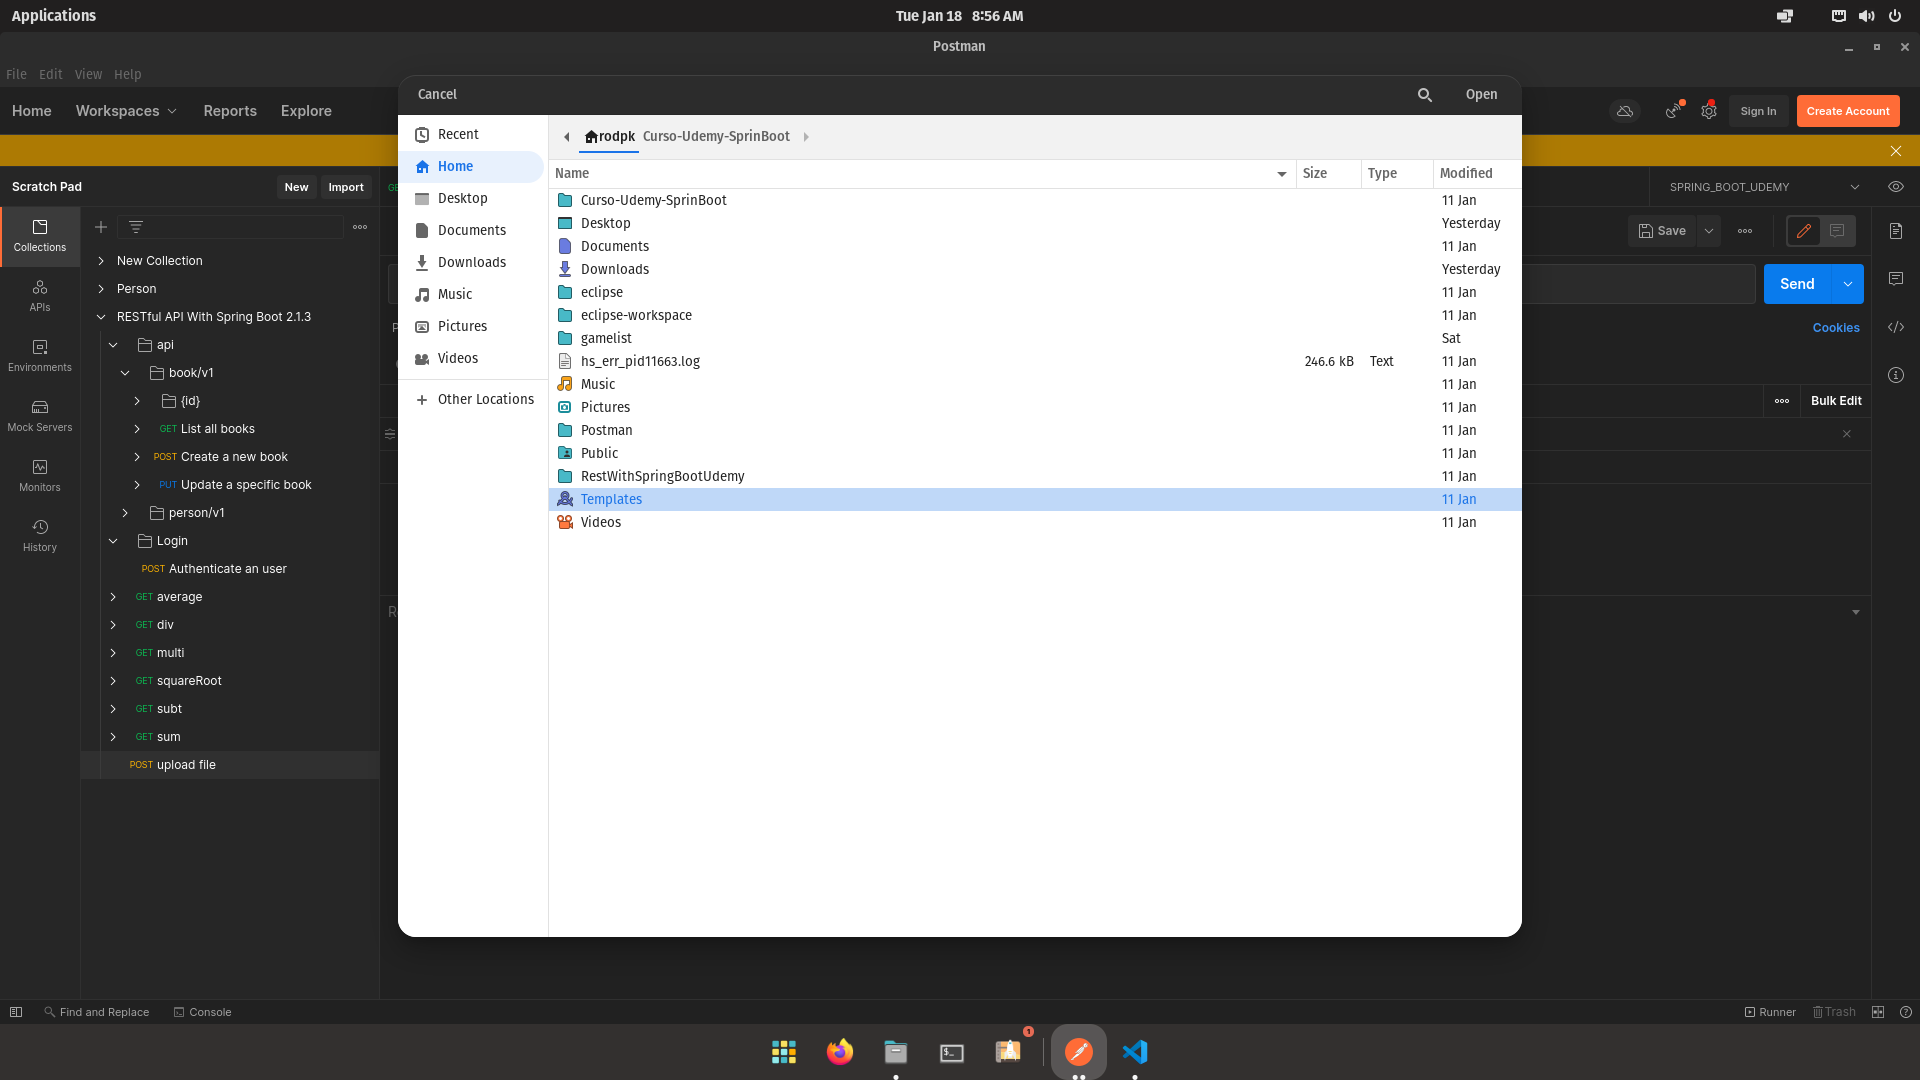 Applications
Tue Jan 18 8:56 AM
Postman
File Edit View Help
Home Workspaces Reports Explore
Sign In
Create Account
Cancel
Open
Scratch Pad
New
Import
SPRING_BOOT_UDEMY
Collections
APIs
Environments
Mock Servers
Monitors
History
New Collection
Person
RESTful API With Spring Boot 2.1.3
api
book/v1
{id}
GET List all books
POST Create a new book
PUT Update a specific book
person/v1
Login
POST Authenticate an user
GET average
GET div
GET multi
GET squareRoot
GET subt
GET sum
POST upload file
Recent
Home
Desktop
Documents
Downloads
Music
Pictures
Videos
Other Locations
rodpk Curso-Udemy-SprinBoot
Name Size Type Modified
Curso-Udemy-SprinBoot 11 Jan
Desktop Yesterday
Documents 11 Jan
Downloads Yesterday
eclipse 11 Jan
eclipse-workspace 11 Jan
gamelist Sat
hs_err_pid11663.log 246.6 kB Text 11 Jan
Music 11 Jan
Pictures 11 Jan
Postman 11 Jan
Public 11 Jan
RestWithSpringBootUdemy 11 Jan
Templates 11 Jan
Videos 11 Jan
Save
Send
Cookies
Bulk Edit
Find and Replace
Console
Runner
Trash
1